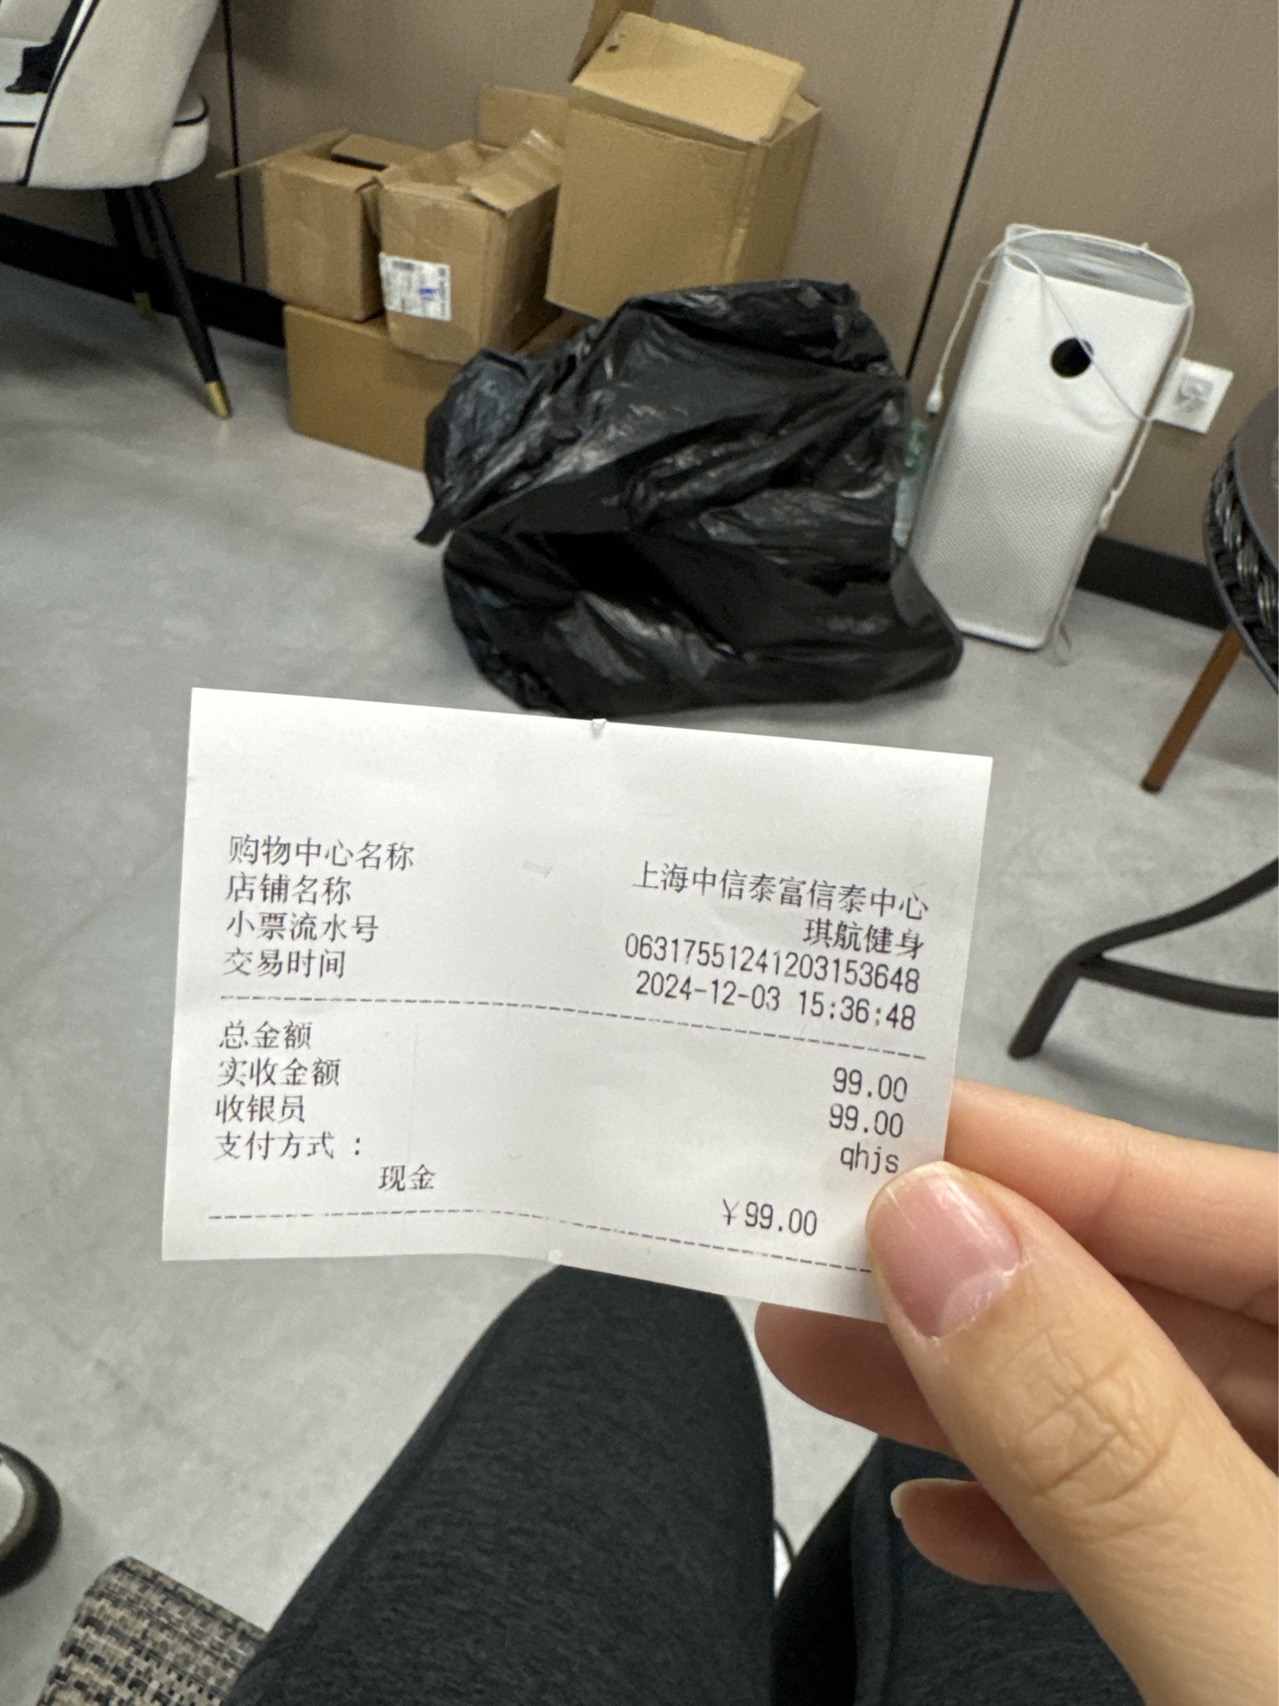 购物中心名称 上海中信泰富信泰中心
店铺名称 琪航健身
小票流水号 06317551241203153648
交易时间 2024-12-03 15:36:48
总金额 99.00
实收金额 99.00
收银员 qhjs
支付方式：
现金 ￥99.00